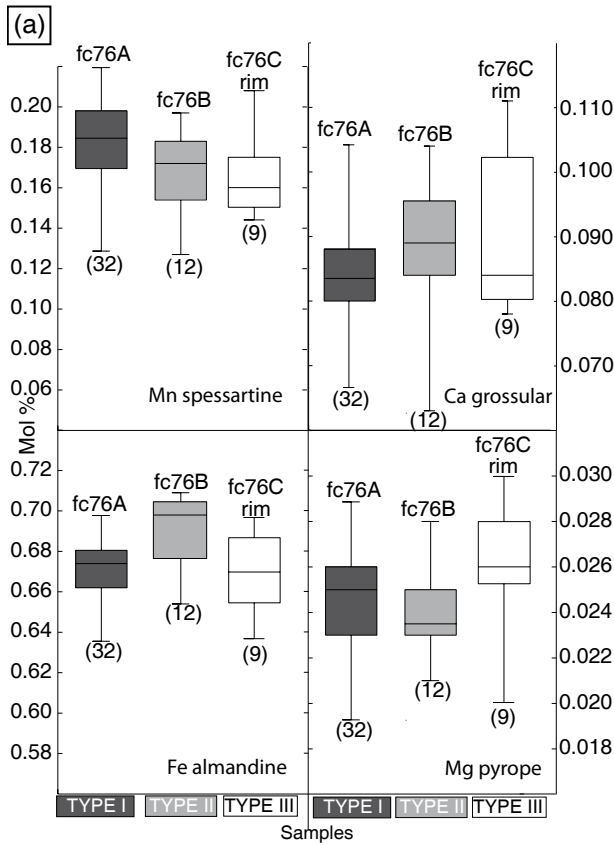 (a)
Mol %
0.20
0.18
0.16
0.14
0.12
0.10
0.08
0.06
fc76A
fc76B
fc76C
rim
(32)
(12)
(9)
Mn spessartine
fc76A
fc76B
fc76C
rim
(32)
(12)
(9)
Ca grossular
0.110
0.100
0.090
0.080
0.070
0.72
0.70
0.68
0.66
0.64
0.62
0.60
0.58
fc76A
fc76B
fc76C
rim
(32)
(12)
(9)
Fe almandine
fc76A
fc76B
fc76C
rim
(32)
(12)
(9)
Mg pyrope
0.030
0.028
0.026
0.024
0.022
0.020
0.018
TYPE I TYPE II TYPE III TYPE I TYPE II TYPE III
Samples